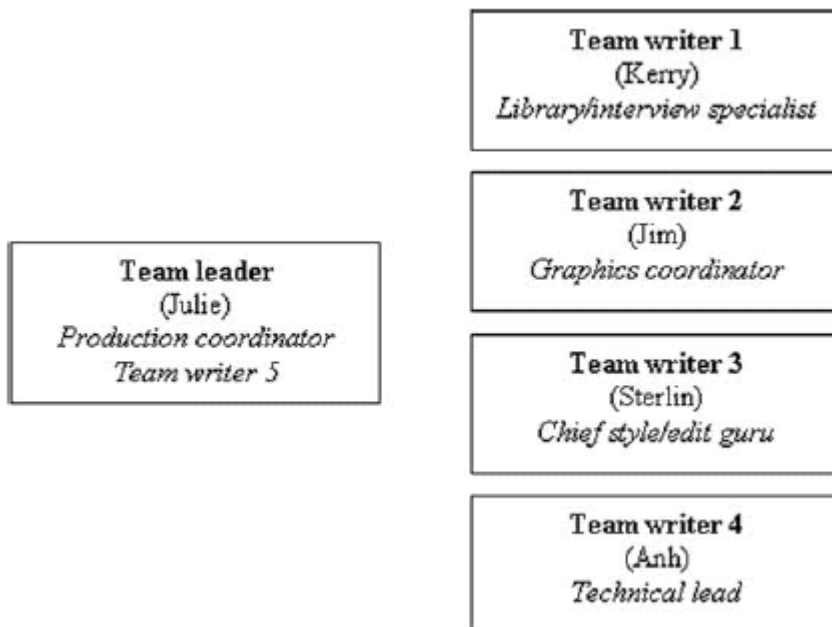 Team leader
(Julie)
Production coordinator
Team writer 5
Team writer 1
(Kerry)
Library/interview specialist
Team writer 2
(Jim)
Graphics coordinator
Team writer 3
(Sterlin)
Chief style/edit guru
Team writer 4
(Anh)
Technical lead